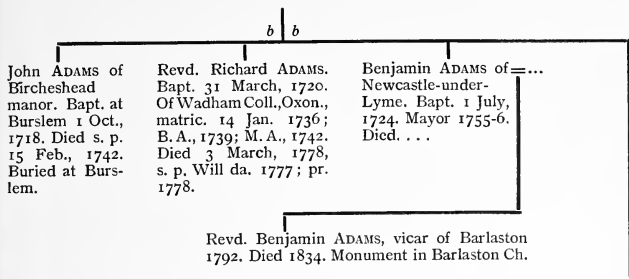 b b
John ADAMS of
Bircheshead
manor. Bapt. at
Burslem 1 Oct.,
1718. Died s. p.
15 Feb., 1742.
Buried at Burs-
lem.
Revd. Richard ADAMS.
Bapt. 31 March, 1720.
Of Wadham Coll., Oxon.,
matric. 14 Jan. 1736;
B.A., 1739; M.A., 1742.
Died 3 March, 1778,
s. p. Will da. 1777; pr.
1778.
Benjamin ADAMS of=...
Newcastle-under-
Lyme. Bapt. 1 July,
1724. Mayor 1755-6.
Died. . . .
Revd. Benjamin ADAMS, vicar of Barlaston
1792. Died 1834. Monument in Barlaston Ch.